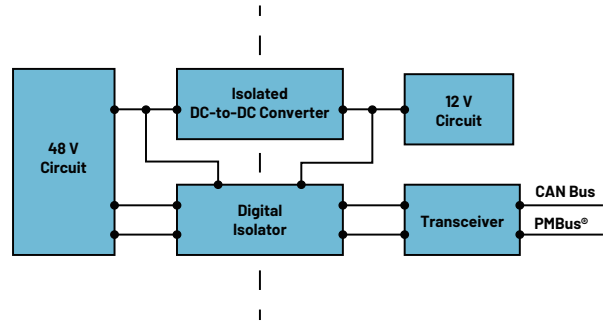 Isolated
DC-to-DC Converter
12 V
Circuit
48 V
Circuit
Digital
Isolator
Transceiver
CAN Bus
PMBus®